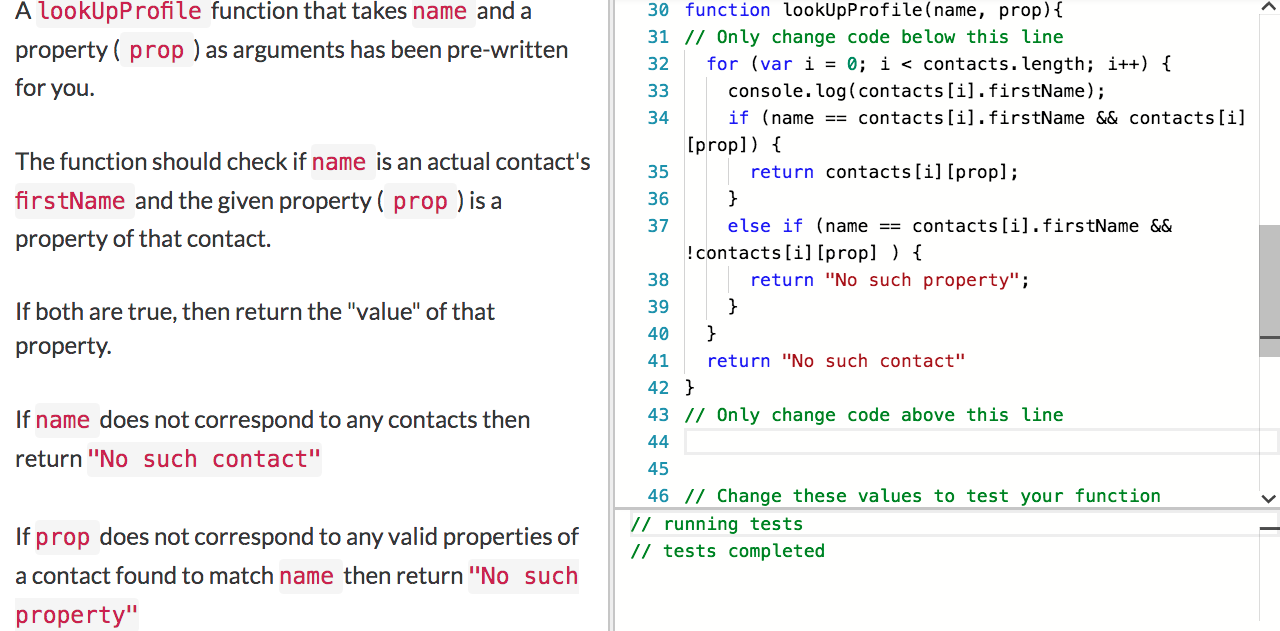 A lookUpProfile function that takes name and a
property ( prop ) as arguments has been pre-written
for you.
The function should check if name is an actual contact's
firstName and the given property ( prop ) is a
property of that contact.
If both are true, then return the "value" of that
property.
If name does not correspond to any contacts then
return "No such contact"
If prop does not correspond to any valid properties of
a contact found to match name then return "No such
property"
30 function lookUpProfile(name, prop){
31 // Only change code below this line
32 for (var i = 0; i < contacts.length; i++) {
33 console.log(contacts[i].firstName);
34 if (name == contacts[i].firstName && contacts[i]
[prop]) {
35 return contacts[i][prop];
36 }
37 else if (name == contacts[i].firstName &&
!contacts[i][prop] ) {
38 return "No such property";
39 }
40 }
41 return "No such contact"
42 }
43 // Only change code above this line
44
45
46 // Change these values to test your function
// running tests
// tests completed